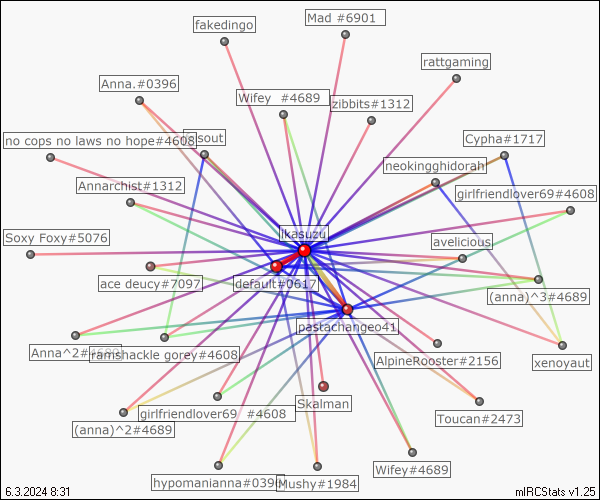 fakedingo
Mad #6901
rattgaming
Anna.#0396
Wifey #4689
zibbits#1312
no cops no laws no hope#4608
sout
Cypha#1717
neokingghidorah
Annarchist#1312
girlfriendlover69#4608
ikasuzu
Soxy Foxy#5076
avelicious
ace deucy#7097
default#0617
(anna)^3#4689
pastachangeo41
Anna^2#
ramshackle gorey#4608
AlpineRooster#2156
xenoyaut
Skalman
girlfriendlover69 #4608
(anna)^2#4689
Toucan#2473
hypomanianna#0396
Mushy#1984
Wifey#4689
6.3.2024 8:31
mIRCStats v1.25